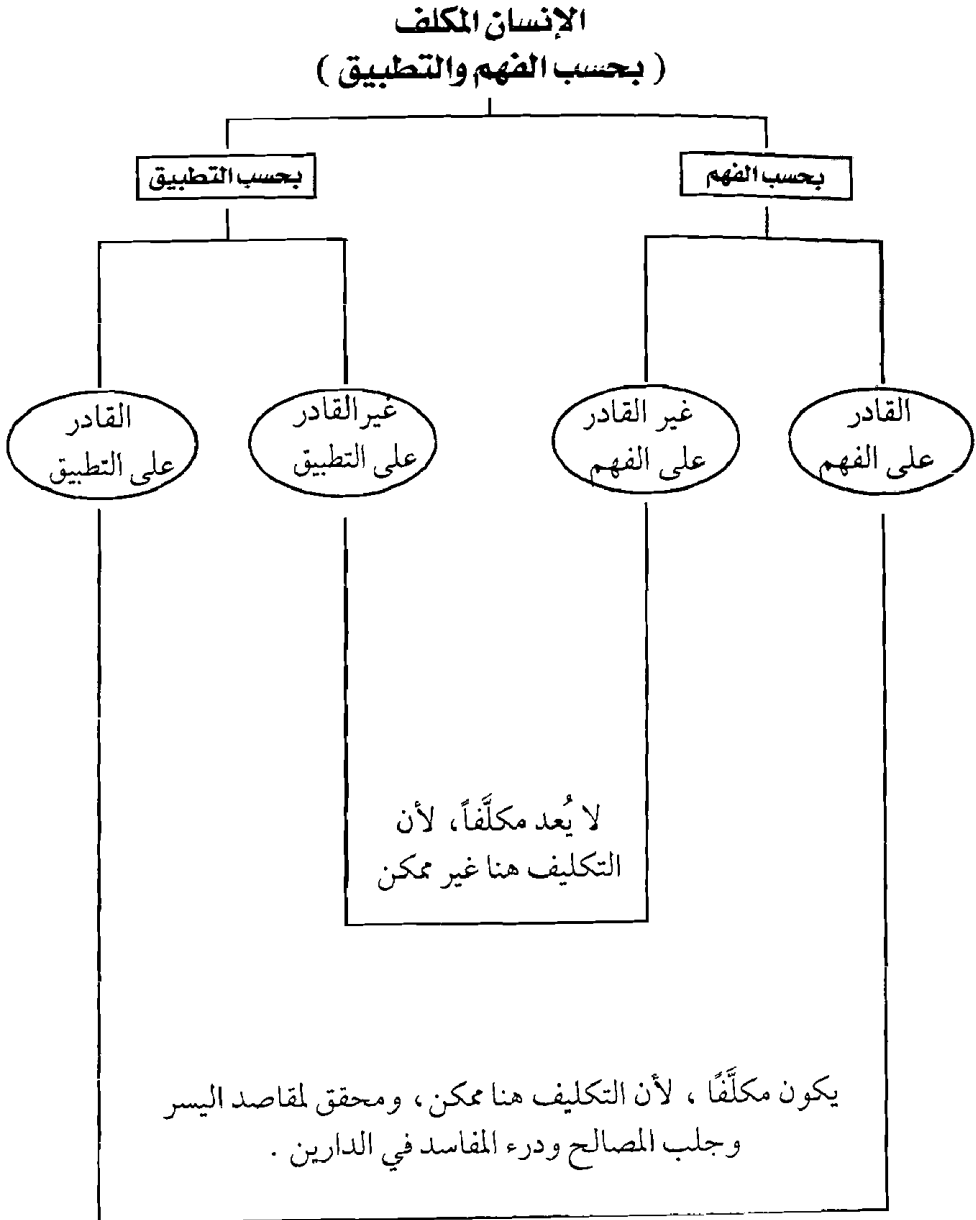 الإنسان المكلف
( بحسب الفهم والتطبيق )
بحسب الفهم
بحسب التطبيق
القادر
على الفهم
غير القادر
على الفهم
غير القادر
على التطبيق
القادر
على التطبيق
لا يُعد مكلَّفاً، لأن
التكليف هنا غير ممكن
يكون مكلَّفًا ، لأن التكليف هنا ممكن، ومحقق لمقاصد اليسر
وجلب المصالح ودرء المفاسد في الدارين .